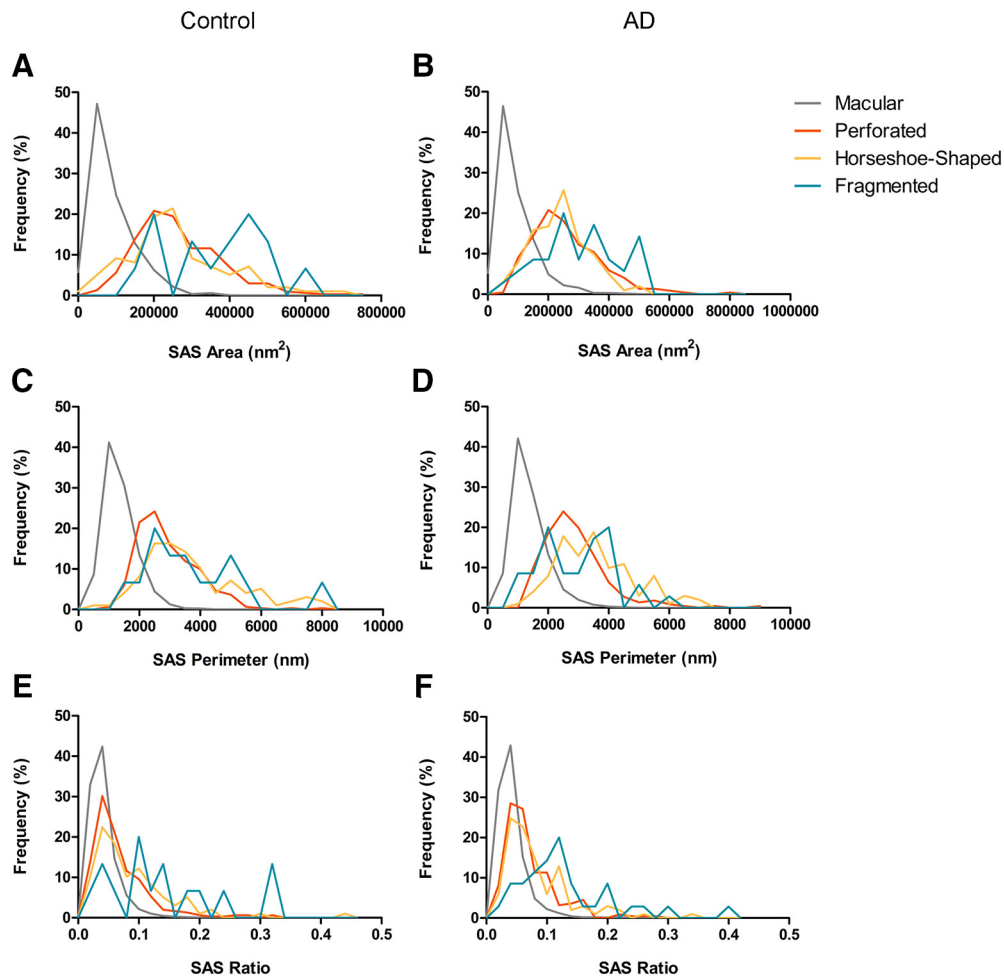 Control
AD
A
B
Macular
Perforated
Horseshoe-Shaped
Fragmented
50
40
30
20
10
0
Frequency (%)
0
200000
400000
600000
800000
SAS Area (nm2)
50
40
30
20
10
0
Frequency (%)
0
200000
400000
600000
800000
1000000
SAS Area (nm2)
C
D
50
40
30
20
10
0
Frequency (%)
0
2000
4000
6000
8000
10000
SAS Perimeter (nm)
50
40
30
20
10
0
Frequency (%)
0
2000
4000
6000
8000
10000
SAS Perimeter (nm)
E
F
50
40
30
20
10
0
Frequency (%)
0.0
0.1
0.2
0.3
0.4
0.5
SAS Ratio
50
40
30
20
10
0
Frequency (%)
0.0
0.1
0.2
0.3
0.4
0.5
SAS Ratio